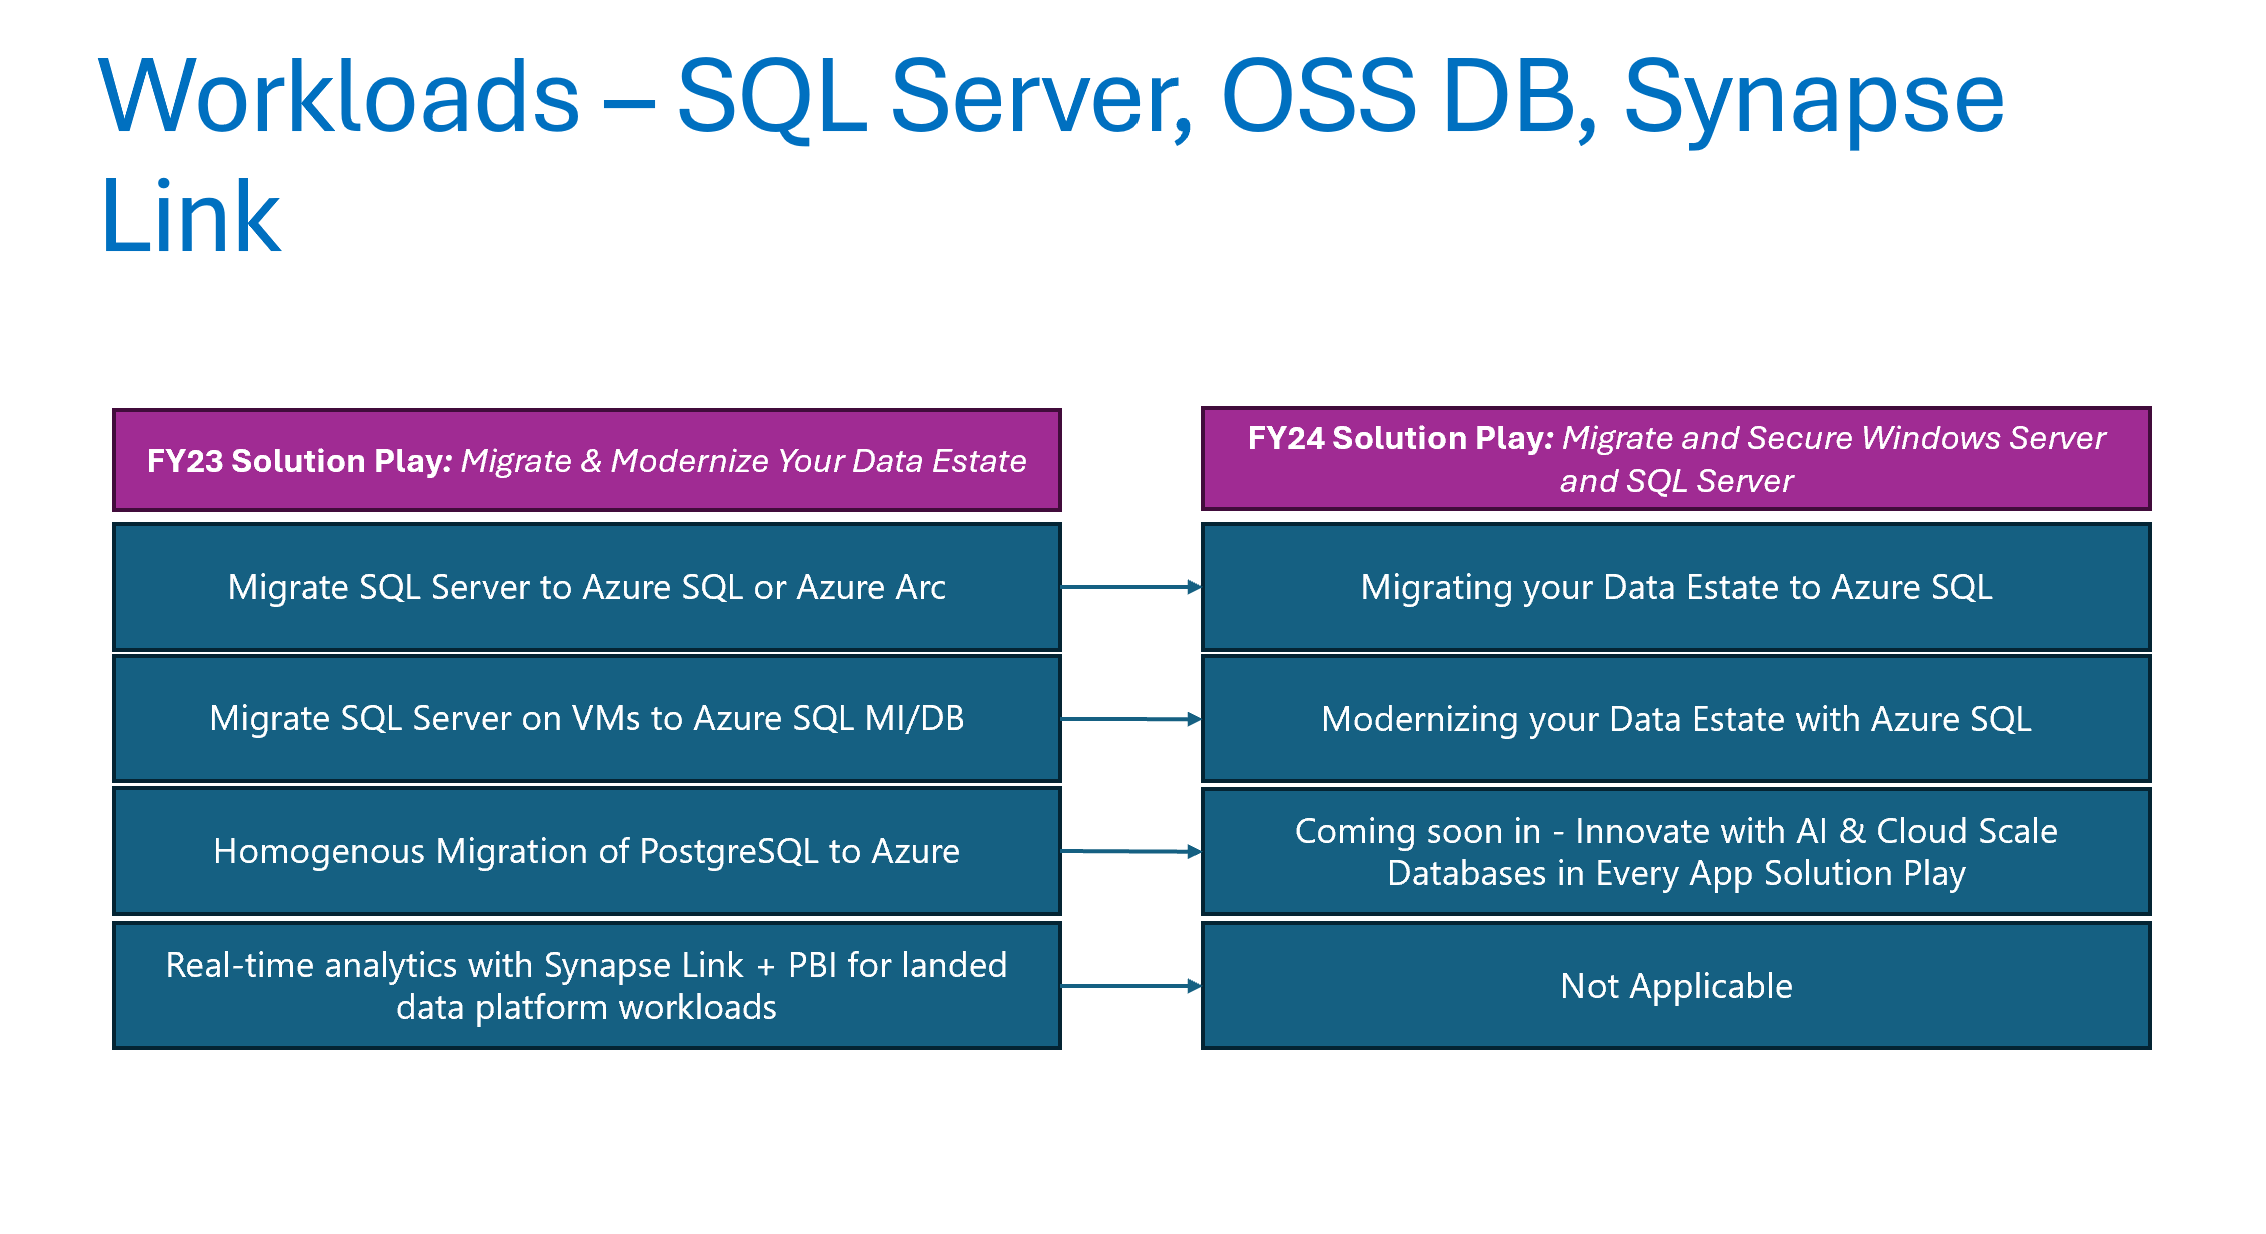 Workloads – SQL Server, OSS DB, Synapse
Link
FY23 Solution Play: Migrate & Modernize Your Data Estate
FY24 Solution Play: Migrate and Secure Windows Server
and SQL Server
Migrate SQL Server to Azure SQL or Azure Arc
Migrating your Data Estate to Azure SQL
Migrate SQL Server on VMs to Azure SQL MI/DB
Modernizing your Data Estate with Azure SQL
Homogenous Migration of PostgreSQL to Azure
Coming soon in - Innovate with AI & Cloud Scale
Databases in Every App Solution Play
Real-time analytics with Synapse Link + PBI for landed
data platform workloads
Not Applicable